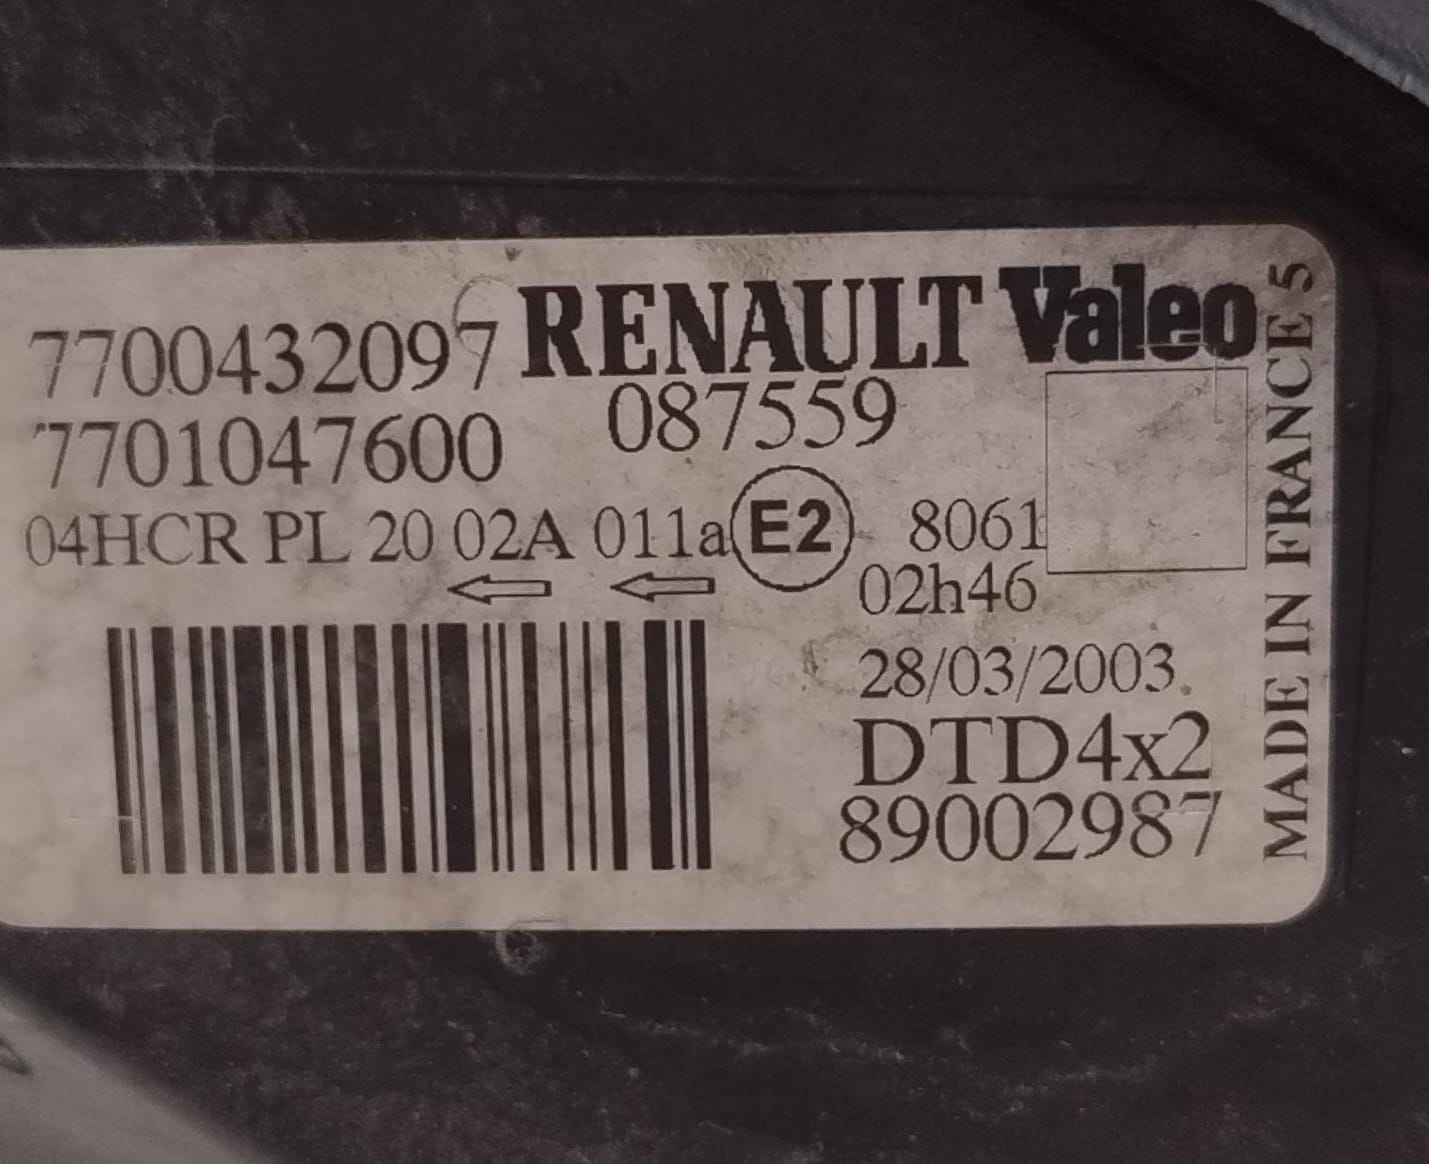 7700432097 RENAULT Valeo
7701047600 087559
04HCR PL 20 02A 011a E2 8061
02h46
28/03/2003
DTD4x2
89002987
MADE IN FRANCE 5